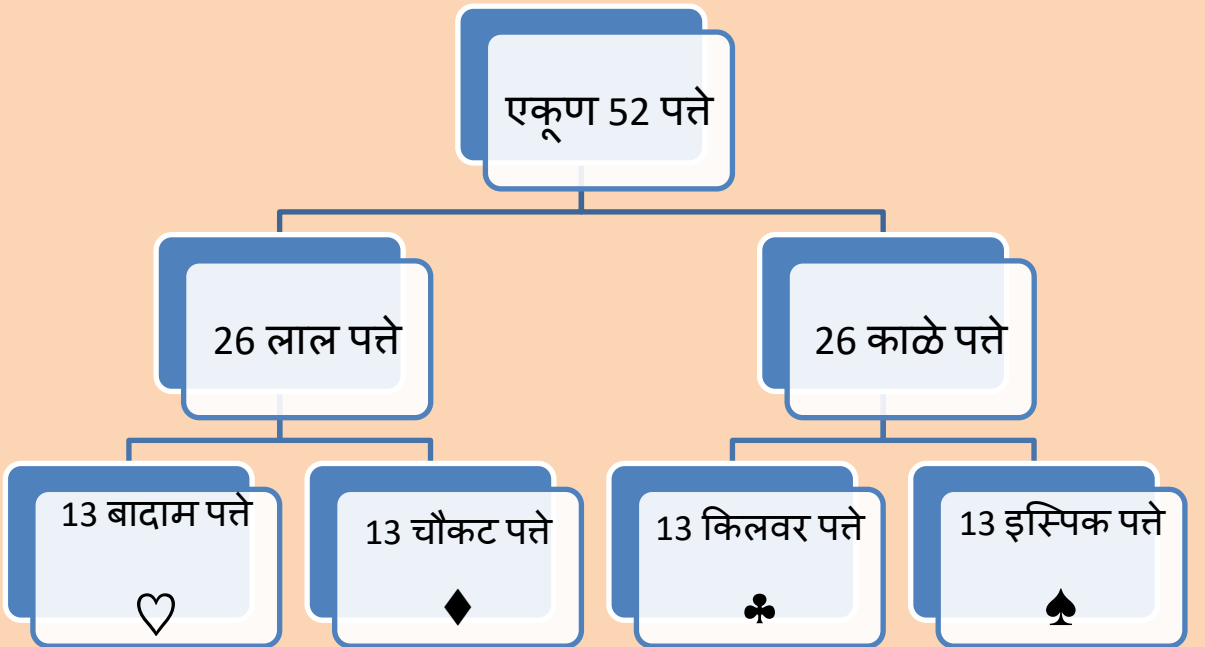 एकूण 52 पत्ते
26 लाल पत्ते
26 काळे पत्ते
13 बादाम पत्ते
♡
13 चौकट पत्ते
♦
13 किलवर पत्ते
♣
13 इस्पिक पत्ते
♠